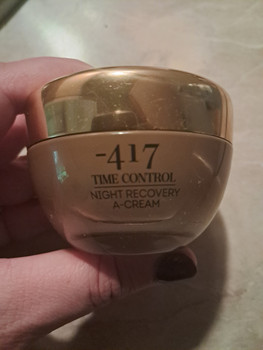 -417
TIME CONTROL
NIGHT RECOVERY
A-CREAM